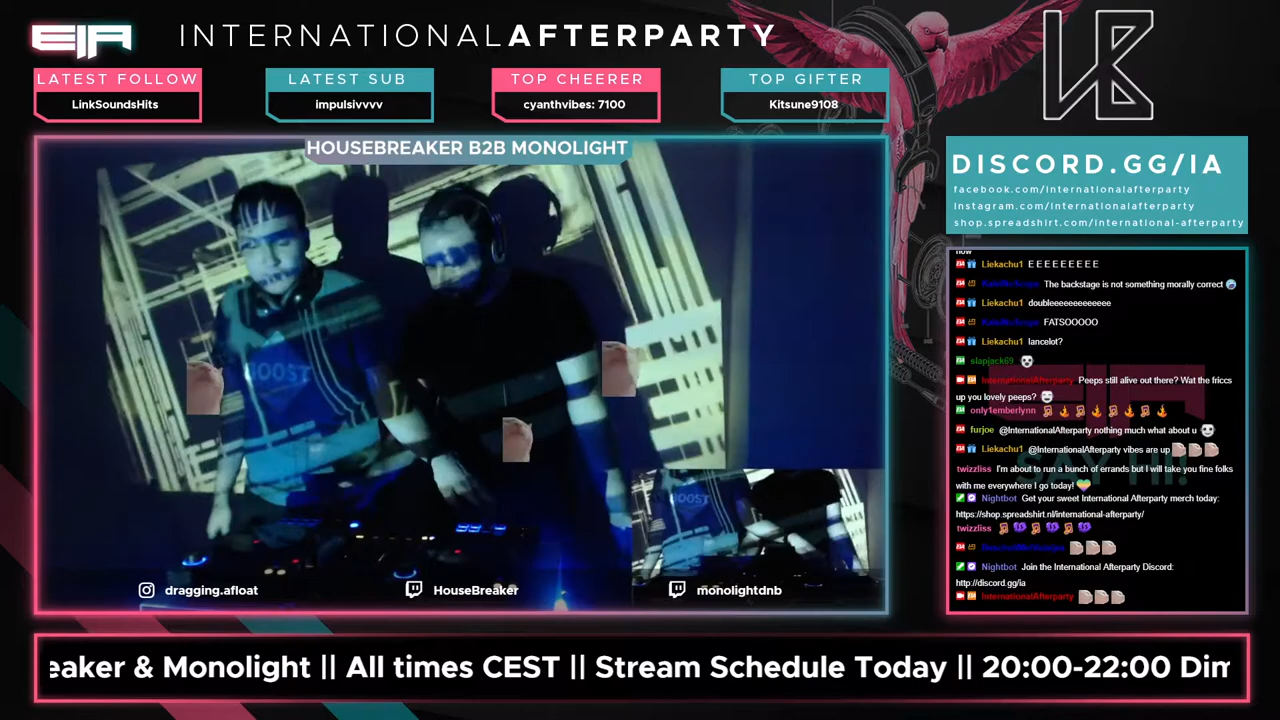 INTERNATIONALAFTERPARTY
LATEST FOLLOW
LinkSoundsHits
LATEST SUB
impulsivvvv
TOP CHEERER
cyanthvibes: 7100
TOP GIFTER
Kitsune9108
HOUSEBREAKER B2B MONOLIGHT
BOOST
dragging.afloat
HouseBreaker
monolightdnb
DISCORD.GG/IA
facebook.com/internationalafterparty
instagram.com/internationalafterparty
shop.spreadshirt.com/international-afterparty
now
Liekachu1 E E E E E E E E E
The backstage is not something morally correct
Liekachu1 doubleeeeeeeeeeeee
FATSOOOOO
Liekachu1 lancelot?
slapjack69
InternationalAfterparty Peeps still alive out there? Wat the friccs
up you lovely peeps?
only1emberlynn
furjoe @InternationalAfterparty nothing much what about u
Liekachu1 @InternationalAfterparty vibes are up
twizzliss I'm about to run a bunch of errands but I will take you fine folks
with me everywhere I go today!
Nightbot Get your sweet International Afterparty merch today:
https://shop.spreadshirt.nl/international-afterparty/
twizzliss
Nightbot Join the International Afterparty Discord:
http://discord.gg/ia
InternationalAfterparty
eaker & Monolight || All times CEST || Stream Schedule Today || 20:00-22:00 Dim